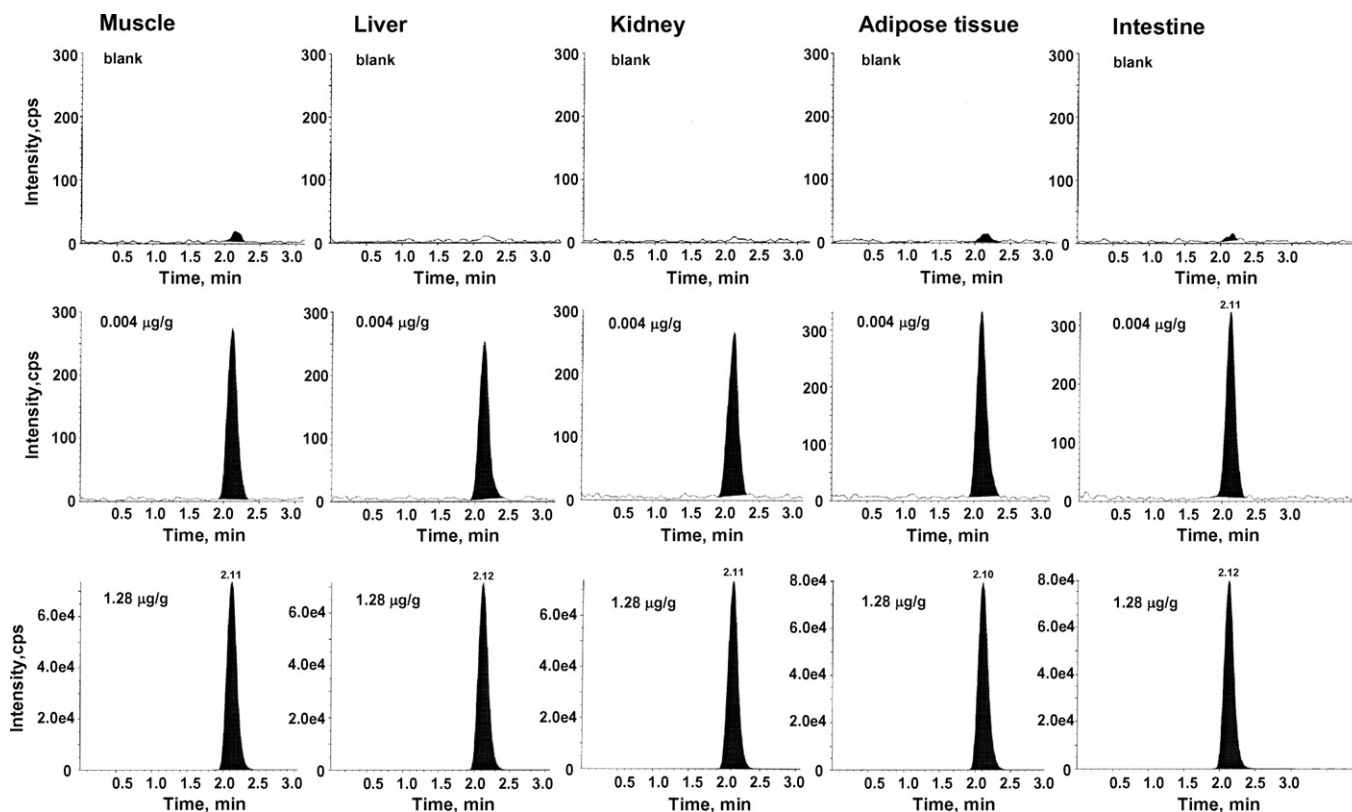 Muscle Liver Kidney Adipose tissue Intestine
300 300 300 300 300
blank blank blank blank blank
200 200 200 200 200
Intensity,cps
100 100 100 100 100
0 0 0 0 0
0.5 1.0 1.5 2.0 2.5 3.0 0.5 1.0 1.5 2.0 2.5 3.0 0.5 1.0 1.5 2.0 2.5 3.0 0.5 1.0 1.5 2.0 2.5 3.0 0.5 1.0 1.5 2.0 2.5 3.0
Time, min Time, min Time, min Time, min Time, min
2.11
300 300 300 300 300
0.004 µg/g 0.004 µg/g 0.004 µg/g 0.004 µg/g 0.004 µg/g
200 200 200 200 200
Intensity,cps
100 100 100 100 100
0 0 0 0 0
0.5 1.0 1.5 2.0 2.5 3.0 0.5 1.0 1.5 2.0 2.5 3.0 0.5 1.0 1.5 2.0 2.5 3.0 0.5 1.0 1.5 2.0 2.5 3.0 0.5 1.0 1.5 2.0 2.5 3.0
Time, min Time, min Time, min Time, min Time, min
2.11 2.12 2.11 2.10 2.12
8.0e4 8.0e4
1.28 µg/g 1.28 µg/g 1.28 µg/g 1.28 µg/g 1.28 µg/g
6.0e4 6.0e4 6.0e4 6.0e4 6.0e4
Intensity,cps
4.0e4 4.0e4 4.0e4 4.0e4 4.0e4
2.0e4 2.0e4 2.0e4 2.0e4 2.0e4
0 0 0 0 0
0.5 1.0 1.5 2.0 2.5 3.0 0.5 1.0 1.5 2.0 2.5 3.0 0.5 1.0 1.5 2.0 2.5 3.0 0.5 1.0 1.5 2.0 2.5 3.0 0.5 1.0 1.5 2.0 2.5 3.0
Time, min Time, min Time, min Time, min Time, min